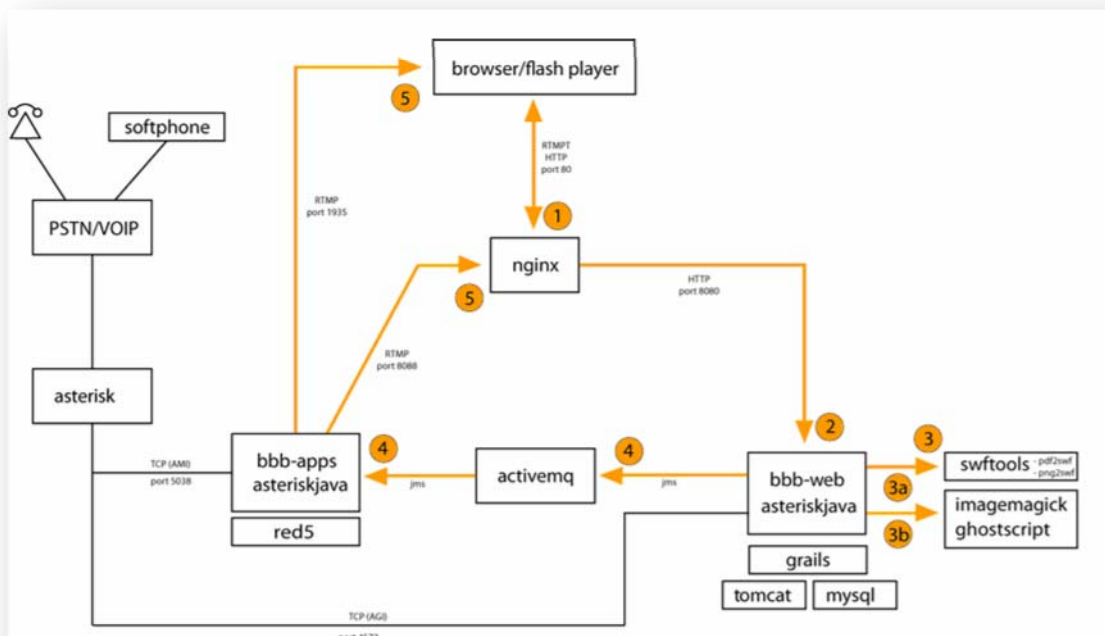 browser/flash player
5
softphone
RTMPT
HTTP
port 80
RTMP
port 1935
1
PSTN/VOIP
nginx
HTTP
port 8080
5
RTMP
port 8088
asterisk
2
3
4
4
swftools
- pdf2swf
- png2swf
TCP (AMI)
port 5038
bbb-apps
asteriskjava
jms
activemq
jms
bbb-web
asteriskjava
3a
imagemagick
ghostscript
3b
red5
grails
tomcat
mysql
TCP (AGI)